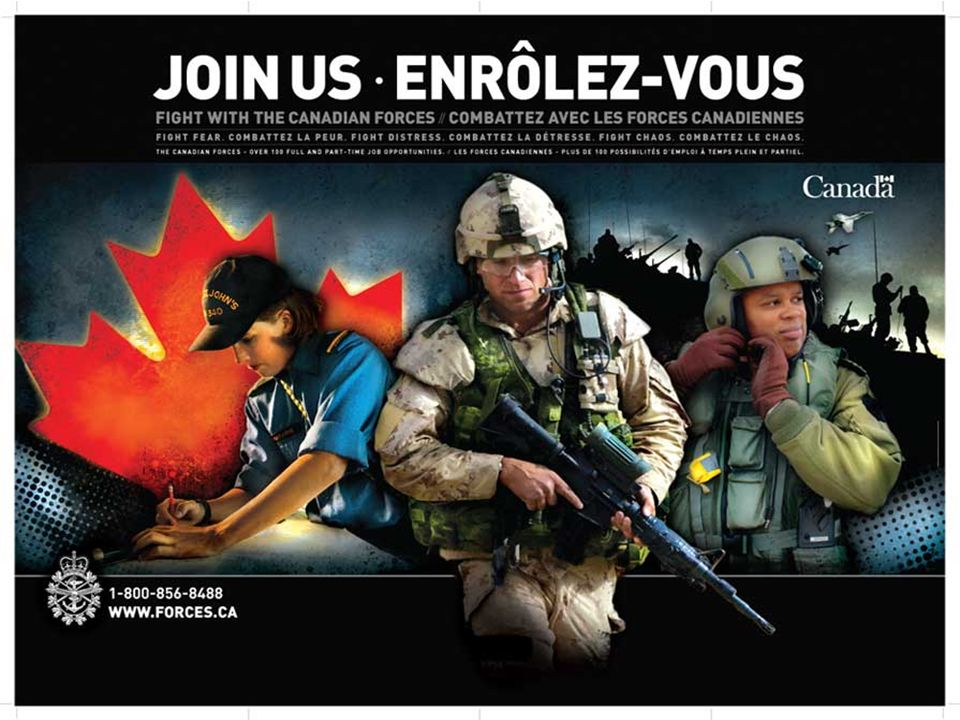 JOIN US · ENRÔLEZ-VOUS
FIGHT WITH THE CANADIAN FORCES // COMBATTEZ AVEC LES FORCES CANADIENNES
FIGHT FEAR. COMBATTEZ LA PEUR. FIGHT DISTRESS. COMBATTEZ LA DÉTRESSE. FIGHT CHAOS. COMBATTEZ LE CHAOS.
THE CANADIAN FORCES - OVER 100 FULL AND PART-TIME JOB OPPORTUNITIES. / LES FORCES CANADIENNES - PLUS DE 100 POSSIBILITÉS D'EMPLOI À TEMPS PLEIN ET PARTIEL.
Canada
ST. JOHN'S
340
1-800-856-8488
WWW.FORCES.CA